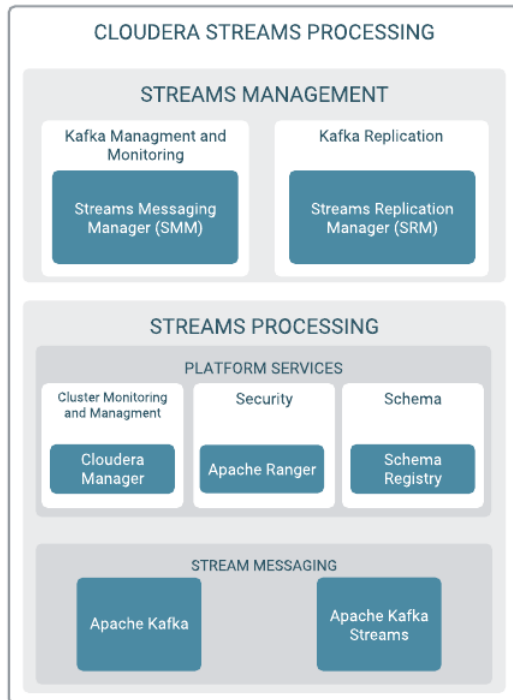 CLOUDERA STREAMS PROCESSING
STREAMS MANAGEMENT
Kafka Managment and
Monitoring
Streams Messaging
Manager (SMM)
Kafka Replication
Streams Replication
Manager (SRM)
STREAMS PROCESSING
PLATFORM SERVICES
Cluster Monitoring
and Managment
Cloudera
Manager
Security
Apache Ranger
Schema
Schema
Registry
STREAM MESSAGING
Apache Kafka
Apache Kafka
Streams